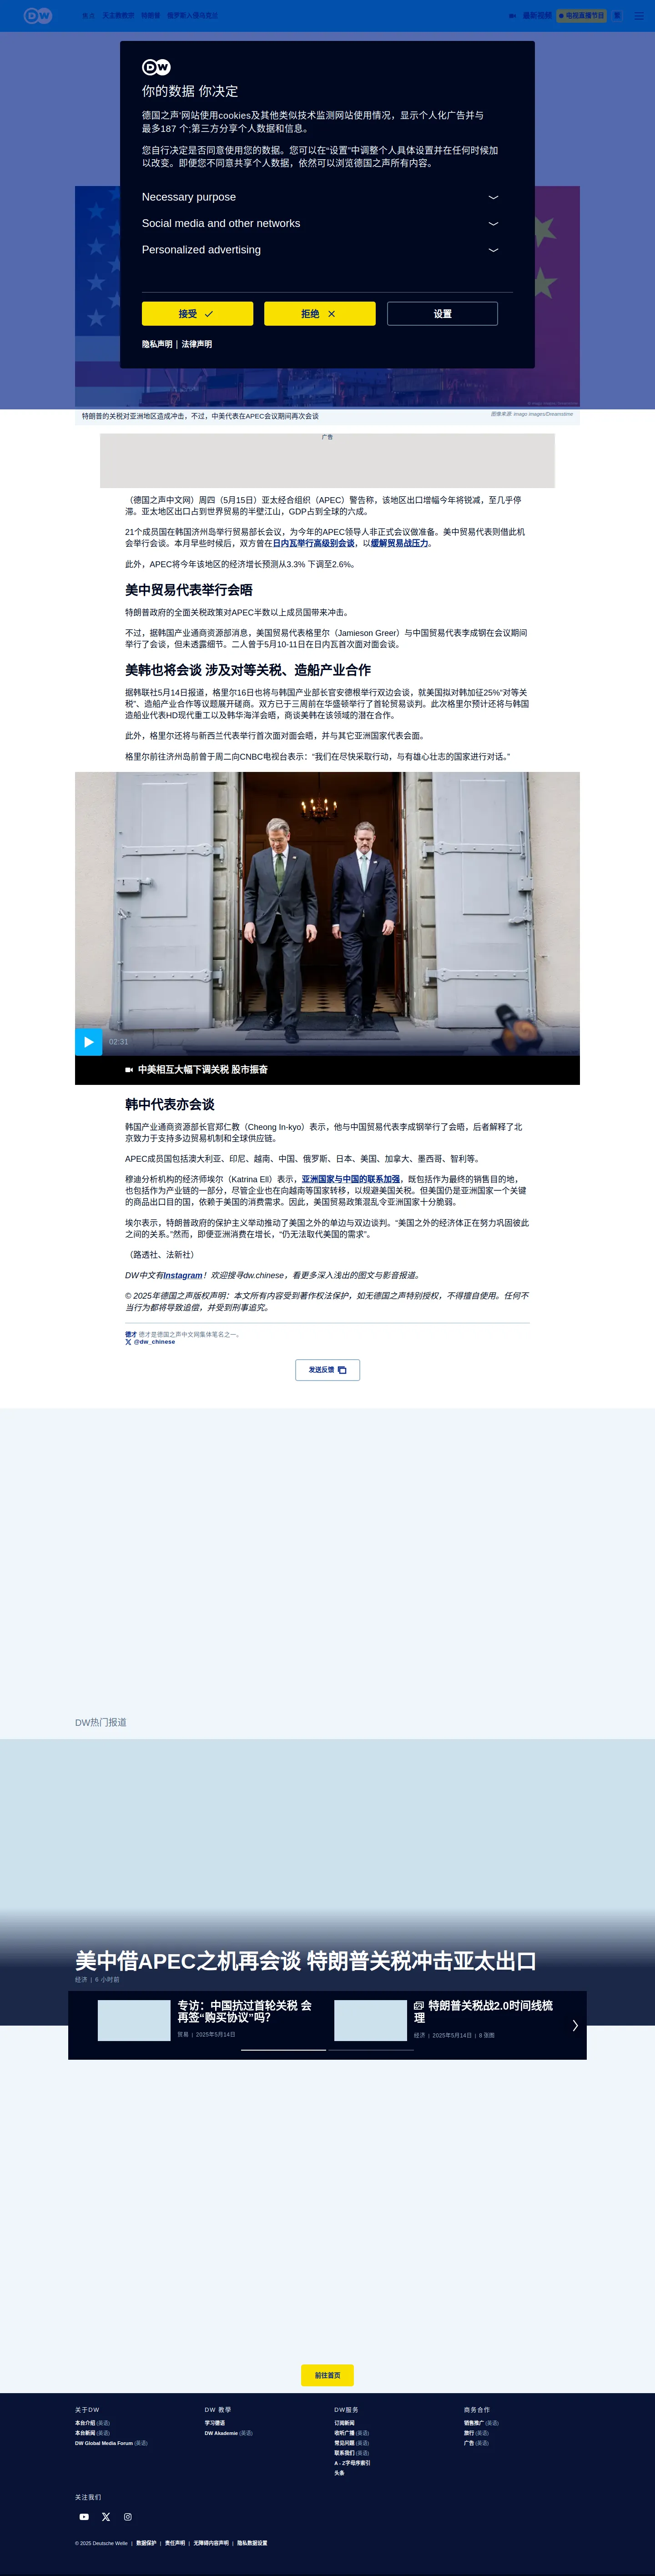 DW
天主教教宗
俄罗斯入侵乌克兰
最新视频
电视直播节目
DW
你的数据 你决定
德国之声'网站使用cookies及其他类似技术监测网站使用情况，显示个人化广告并与
最多187 个;第三方分享个人数据和信息。
您自行决定是否同意使用您的数据。您可以在"设置"中调整个人具体设置并在任何时候加
以改变。即便您不同意共享个人数据，依然可以浏览德国之声所有内容。
Necessary purpose
Social media and other networks
Personalized advertising
接受
拒绝
设置
隐私声明 | 法律声明
特朗普的关税对亚洲地区造成冲击，不过，中美代表在APEC会议期间再次会谈
图像来源: imago images/Dreamstime
广告
（德国之声中文网）周四（5月15日）亚太经合组织（APEC）警告称，该地区出口增幅今年将锐减，至几乎停
滞。亚太地区出口占到世界贸易的半壁江山，GDP占到全球的六成。
21个成员国在韩国济州岛举行贸易部长会议，为今年的APEC领导人非正式会议做准备。美中贸易代表则借此机
会举行会谈。本月早些时候后，双方曾在日内瓦举行高级别会谈，以缓解贸易战压力。
此外，APEC将今年该地区的经济增长预测从3.3% 下调至2.6%。
美中贸易代表举行会晤
特朗普政府的全面关税政策对APEC半数以上成员国带来冲击。
不过，据韩国产业通商资源部消息，美国贸易代表格里尔（Jamieson Greer）与中国贸易代表李成钢在会议期间
举行了会谈，但未透露细节。二人曾于5月10-11日在日内瓦首次面对面会谈。
美韩也将会谈 涉及对等关税、造船产业合作
据韩联社5月14日报道，格里尔16日也将与韩国产业部长官安德根举行双边会谈，就美国拟对韩加征25%"对等关
税"、造船产业合作等议题展开磋商。双方已于三周前在华盛顿举行了首轮贸易谈判。此次格里尔预计还将与韩国
造船业代表HD现代重工以及韩华海洋会晤，商谈美韩在该领域的潜在合作。
此外，格里尔还将与新西兰代表举行首次面对面会晤，并与其它亚洲国家代表会面。
格里尔前往济州岛前曾于周二向CNBC电视台表示："我们在尽快采取行动，与有雄心壮志的国家进行对话。"
02:31
中美相互大幅下调关税 股市振奋
韩中代表亦会谈
韩国产业通商资源部长官郑仁教（Cheong In-kyo）表示，他与中国贸易代表李成钢举行了会晤，后者解释了北
京致力于支持多边贸易机制和全球供应链。
APEC成员国包括澳大利亚、印尼、越南、中国、俄罗斯、日本、美国、加拿大、墨西哥、智利等。
穆迪分析机构的经济师埃尔（Katrina Ell）表示，亚洲国家与中国的联系加强，既包括作为最终的销售目的地，
也包括作为产业链的一部分，尽管企业也在向越南等国家转移，以规避美国关税。但美国仍是亚洲国家一个关键
的商品出口目的国，依赖于美国的消费需求。因此，美国贸易政策混乱令亚洲国家十分脆弱。
埃尔表示，特朗普政府的保护主义举动推动了美国之外的单边与双边谈判。"美国之外的经济体正在努力巩固彼此
之间的关系。"然而，即便亚洲消费在增长，"仍无法取代美国的需求"。
（路透社、法新社）
DW中文有Instagram！欢迎搜寻dw.chinese，看更多深入浅出的图文与影音报道。
© 2025年德国之声版权声明：本文所有内容受到著作权法保护，如无德国之声特别授权，不得擅自使用。任何不
当行为都将导致追偿，并受到刑事追究。
德才 德才是德国之声中文网集体笔名之一。
@dw_chinese
发送反馈
DW热门报道
美中借APEC之机再会谈 特朗普关税冲击亚太出口
经济 | 6 小时前
专访：中国抗过首轮关税 会
再签"购买协议"吗?
贸易 | 2025年5月14日
特朗普关税战2.0时间线梳
理
经济 | 2025年5月14日 | 8 张图
前往首页
关于DW
本台介绍 (英语)
本台新闻 (英语)
DW Global Media Forum (英语)
DW 教學
学习德语
DW Akademie (英语)
DW服务
订阅新闻
收听广播 (英语)
常见问题 (英语)
联系我们 (英语)
A - Z字母序索引
头条
商务合作
销售推广 (英语)
旅行 (英语)
广告 (英语)
关注我们
© 2025 Deutsche Welle | 数据保护 | 责任声明 | 无障碍内容声明 | 隐私数据设置